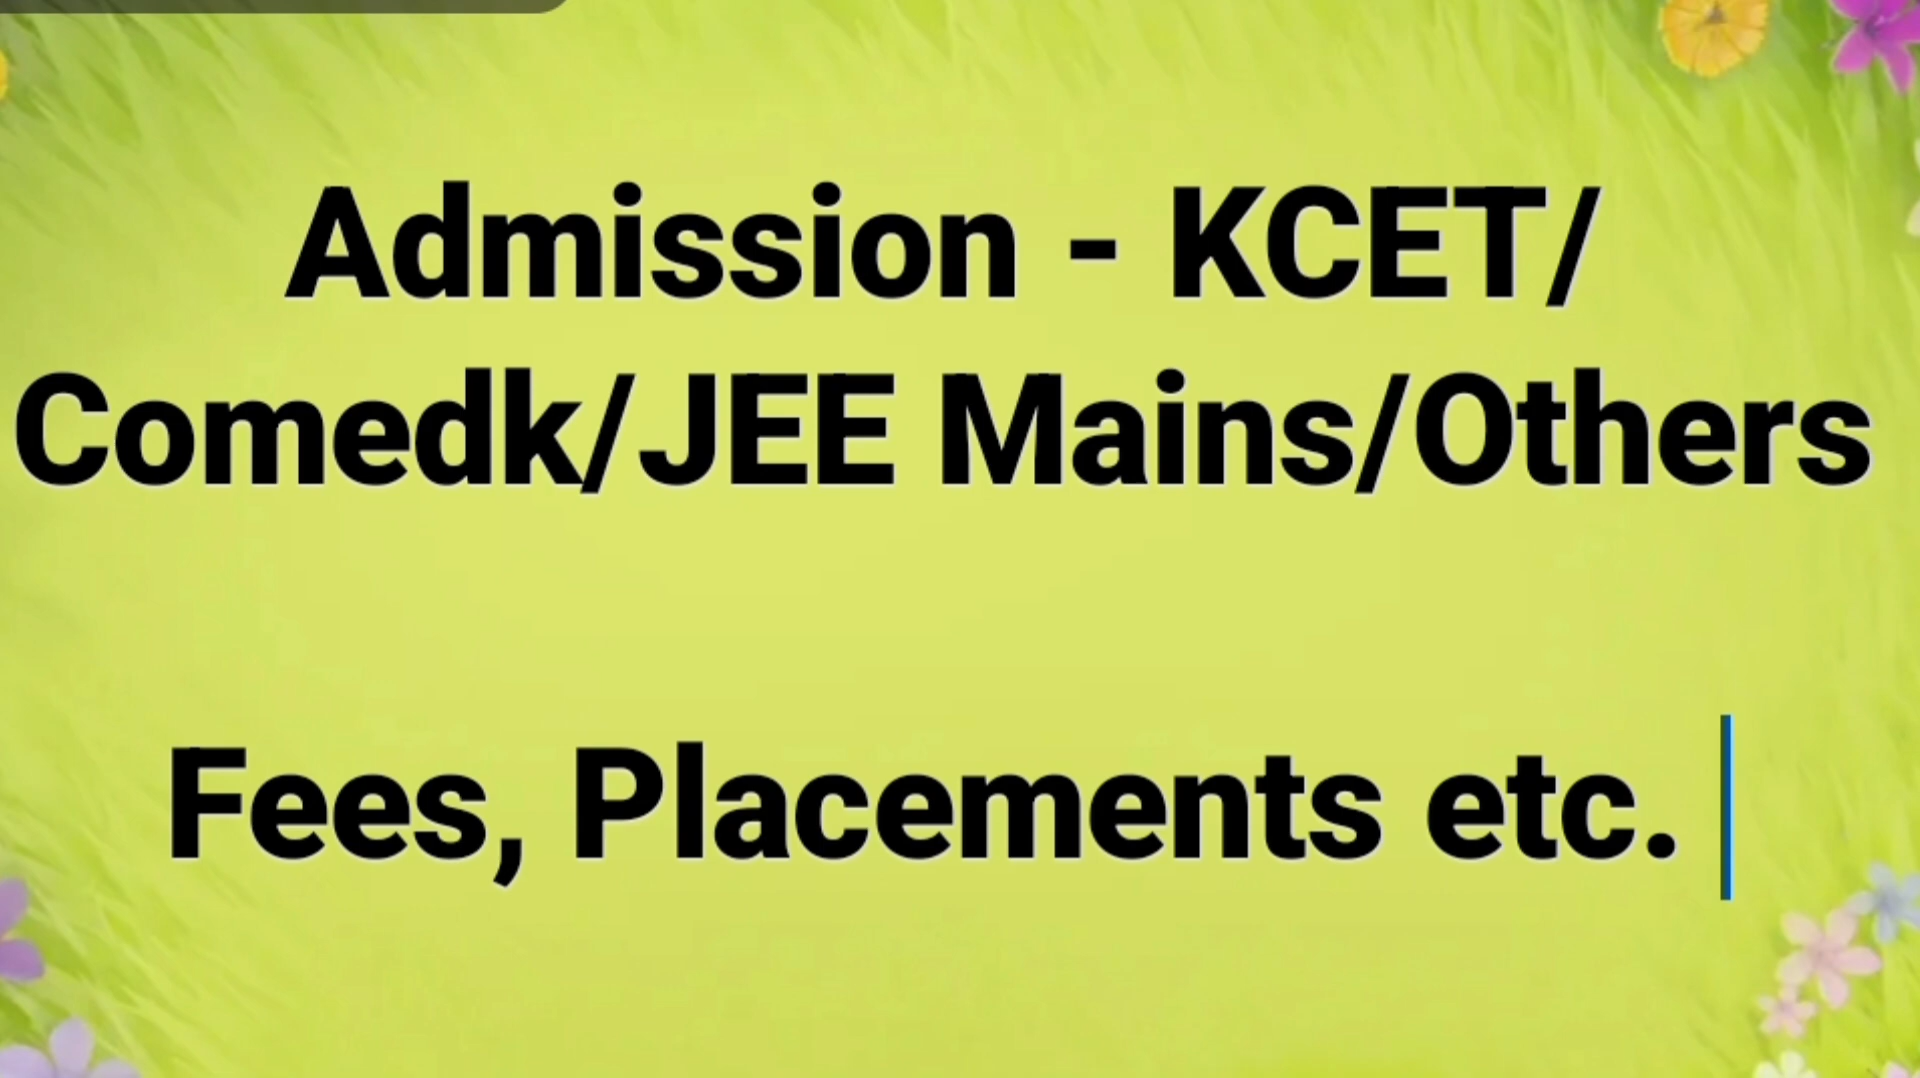 Admission - KCET/
Comedk/JEE Mains/Others
Fees, Placements etc.